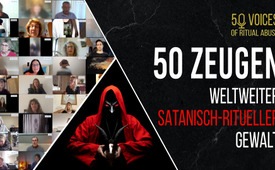 50 VOICES
OF RITUAL ABUSE
50 ZEUGEN
WELTWEITER
SATANISCH-RITUELLER
GEWALT